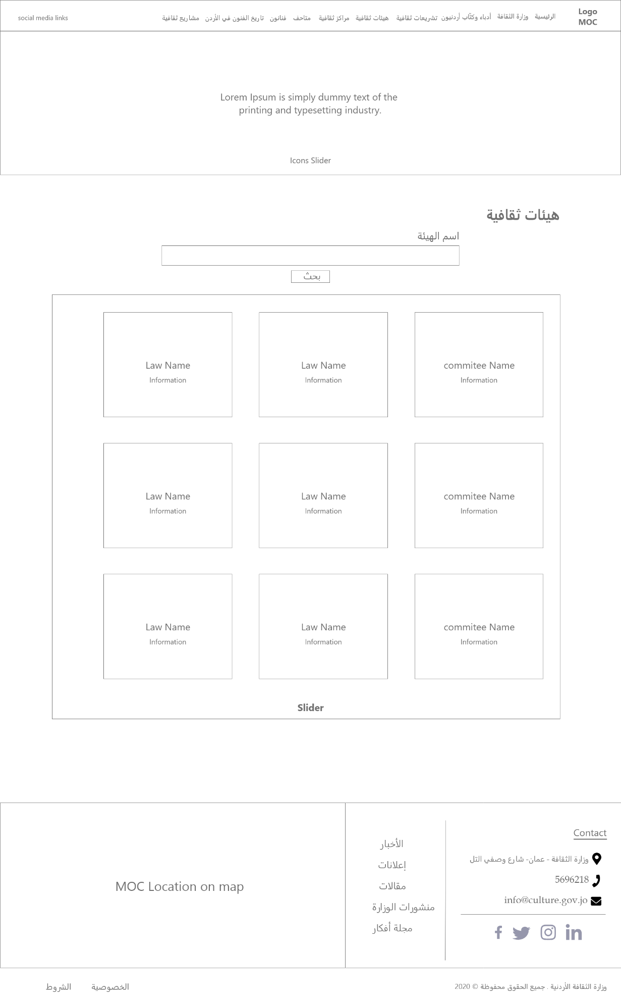 Logo
MOC
الرئيسية
وزارة الثقافة
أدباء وكتّاب أردنيون
تشريعات ثقافية
هيئات ثقافية
مراكز ثقافية
متاحف
فنانون
تاريخ الفنون في الأردن
مشاريع ثقافية
social media links
Lorem Ipsum is simply dummy text of the
printing and typesetting industry.
Icons Slider
هيئات ثقافية
اسم الهيئة
بحث
commitee Name
Information
Law Name
Information
Law Name
Information
commitee Name
Information
Law Name
Information
Law Name
Information
commitee Name
Information
Law Name
Information
Law Name
Information
Slider
Contact
وزارة الثقافة - عمان- شارع وصفي التل
5696218
info@culture.gov.jo
الأخبار
إعلانات
مقالات
منشورات الوزارة
مجلة أفكار
MOC Location on map
وزارة الثقافة الأردنية . جميع الحقوق محفوظة © 2020
الخصوصية
الشروط